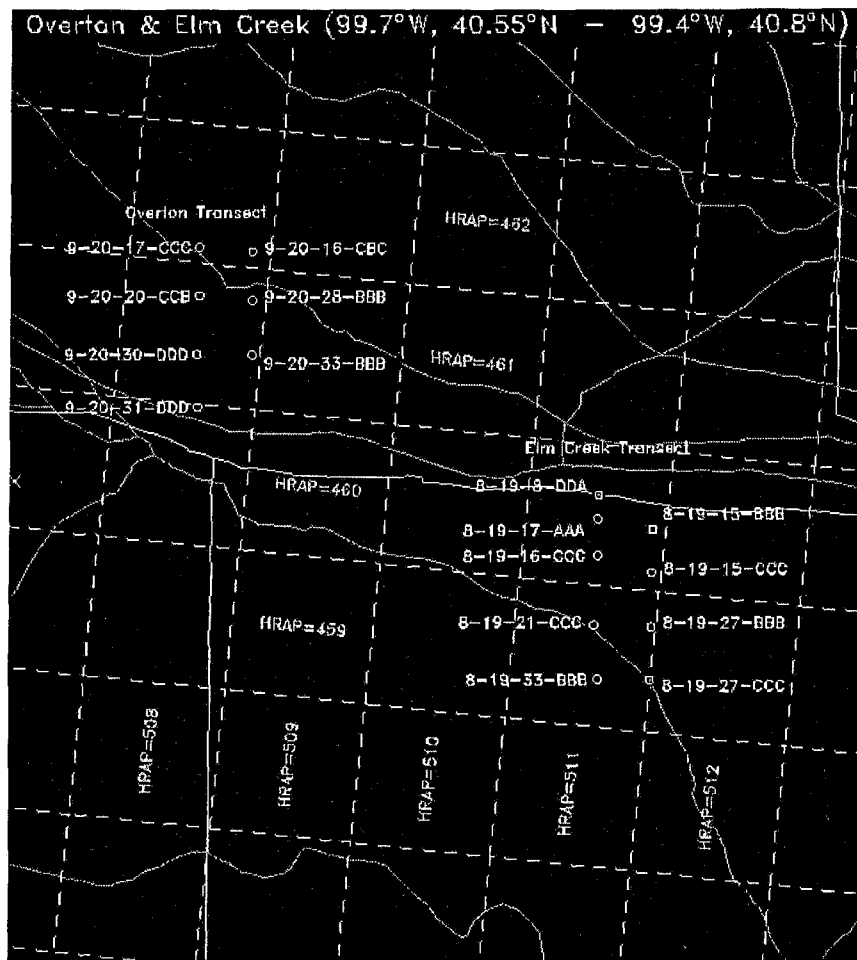 Overton & Elm Creek (99.7°W, 40.55°N – 99.4°W, 40.8°N)
Overton Transect
HRAP=462
9-20-17-CCC
9-20-16-CBC
9-20-20-CCB
9-20-28-BBB
9-20-30-DDD
9-20-33-BBB
HRAP=461
9-20-31-DDD
Elm Creek Transect
HRAP=460
8-19-8-DDA
8-19-15-BBB
8-19-17-AAA
8-19-16-CCC
8-19-15-CCC
HRAP=459
8-19-21-CCC
8-19-27-BBB
8-19-33-BBB
8-19-27-CCC
HRAP=508
HRAP=509
HRAP=510
HRAP=511
HRAP=512